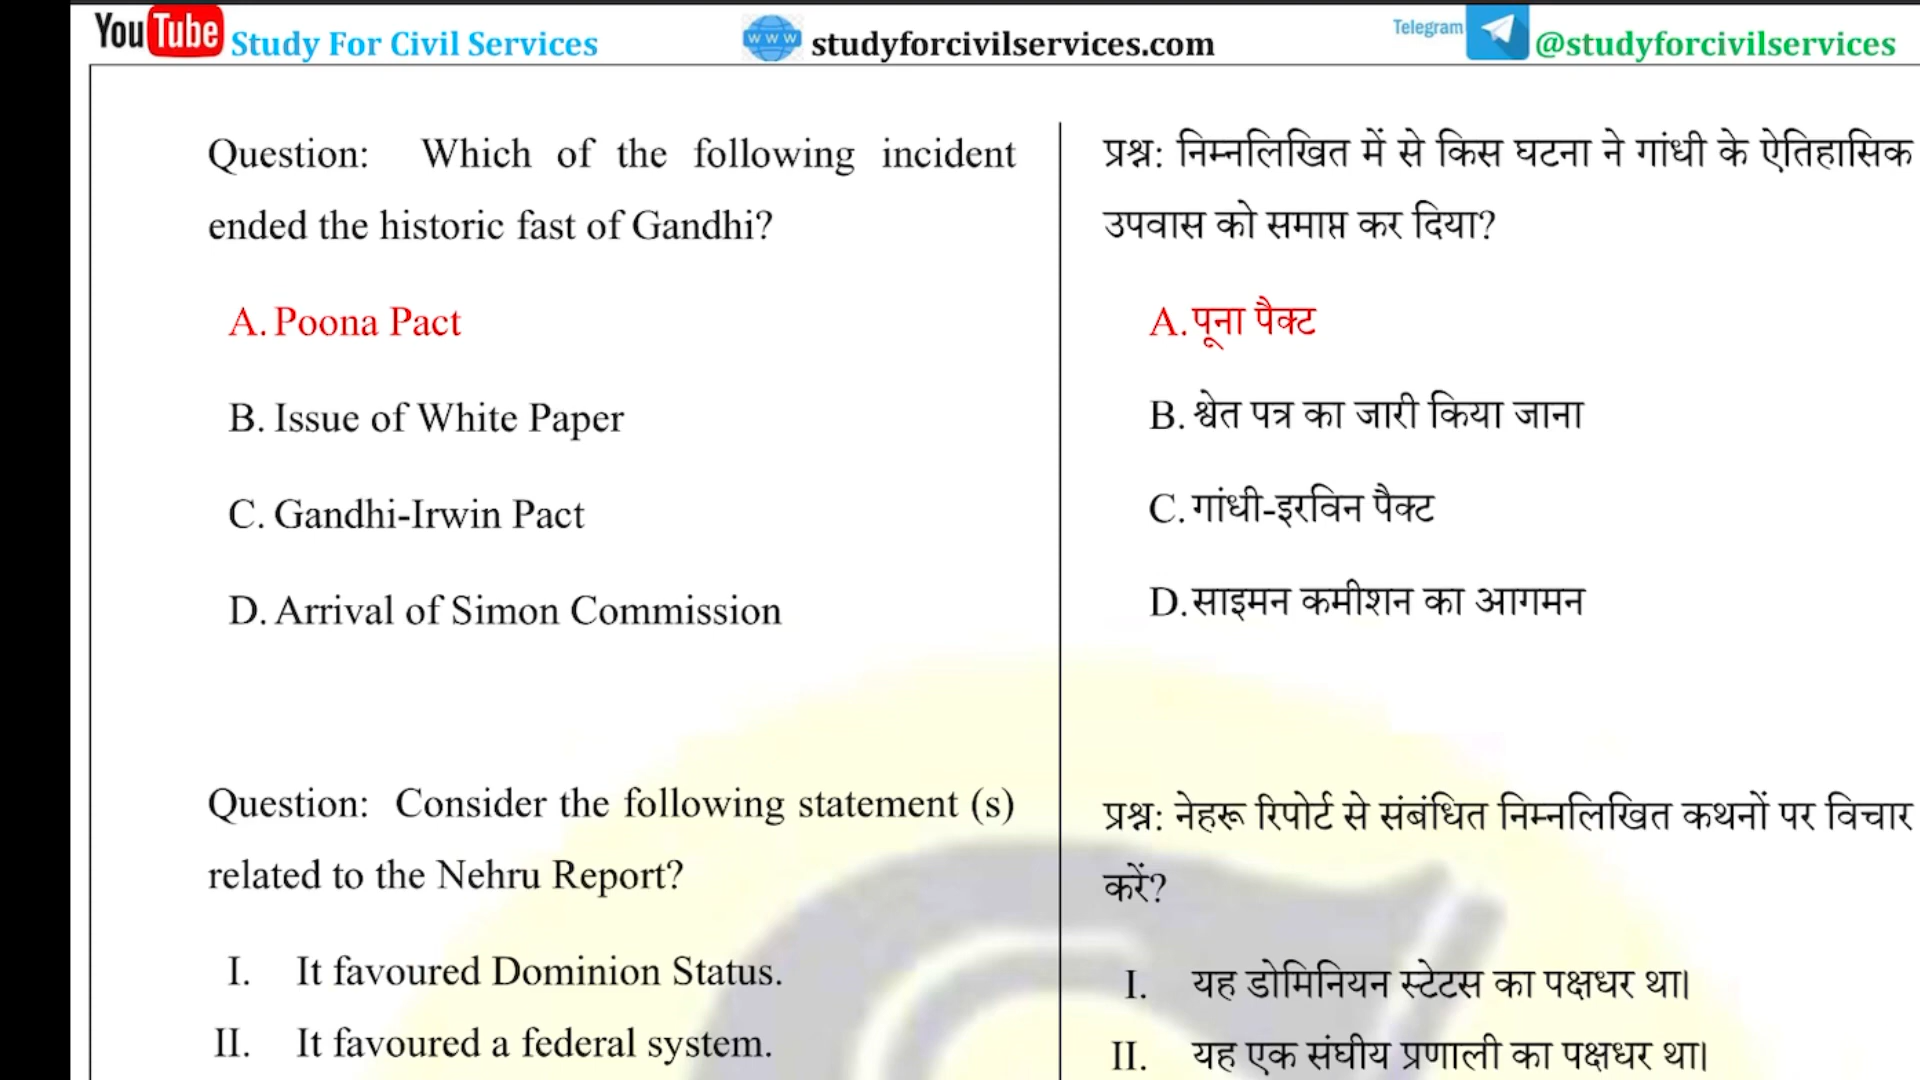 YouTube Study For Civil Services
www studyforcivilservices.com
Telegram @studyforcivilservices
Question: Which of the following incident
ended the historic fast of Gandhi?
A. Poona Pact
B. Issue of White Paper
C. Gandhi-Irwin Pact
D. Arrival of Simon Commission
Question: Consider the following statement (s)
related to the Nehru Report?
I. It favoured Dominion Status.
II. It favoured a federal system.
प्रश्न: निम्नलिखित में से किस घटना ने गांधी के ऐतिहासिक
उपवास को समाप्त कर दिया?
A. पूना पैक्ट
B. श्वेत पत्र का जारी किया जाना
C. गांधी-इरविन पैक्ट
D. साइमन कमीशन का आगमन
प्रश्न: नेहरू रिपोर्ट से संबंधित निम्नलिखित कथनों पर विचार
करें?
I. यह डोमिनियन स्टेटस का पक्षधर था।
II. यह एक संघीय प्रणाली का पक्षधर था।